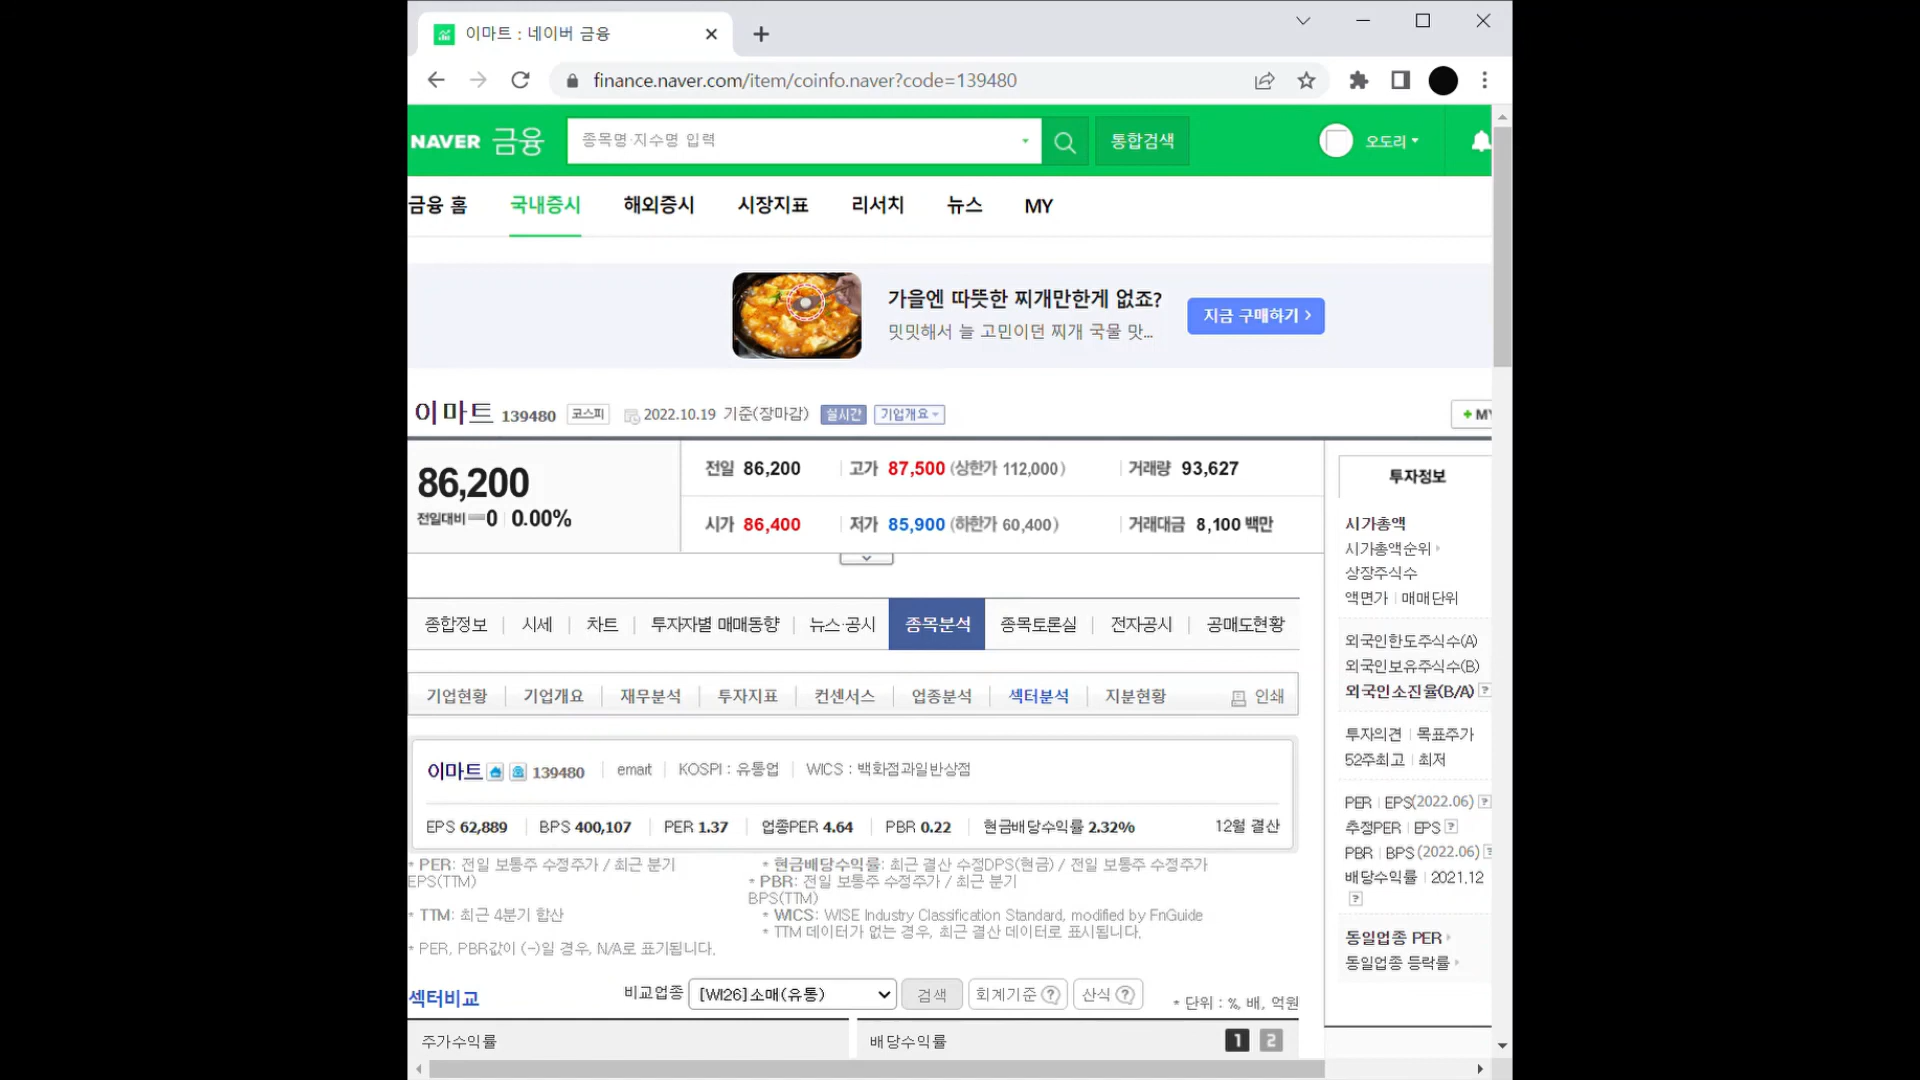 이마트 : 네이버 금융
finance.naver.com/item/coinfo.naver?code=139480
NAVER 금융 종목명·지수명 입력 통합검색 오도리
금융 홈 국내증시 해외증시 시장지표 리서치 뉴스 MY
가을엔 따뜻한 찌개만한게 없죠?
밋밋해서 늘 고민이던 찌개 국물 맛...
지금 구매하기 >
이마트 139480 코스피 2022.10.19 기준(장마감) 실시간 기업개요 + MY
86,200
전일대비 0 0.00%
전일 86,200 고가 87,500 (상한가 112,000) 거래량 93,627
시가 86,400 저가 85,900 (하한가 60,400) 거래대금 8,100 백만
투자정보
시가총액
시가총액순위
상장주식수
액면가 매매단위
외국인한도주식수(A)
외국인보유주식수(B)
외국인소진율(B/A) ?
투자의견 목표주가
52주최고 최저
PER EPS(2022.06) ?
추정PER EPS ?
PBR BPS (2022.06) ?
배당수익률 2021.12
?
동일업종 PER
동일업종 등락률
종합정보 시세 차트 투자자별 매매동향 뉴스·공시 종목분석 종목토론실 전자공시 공매도현황
기업현황 기업개요 재무분석 투자지표 컨센서스 업종분석 섹터분석 지분현황 인쇄
이마트 139480 emart KOSPI : 유통업 WICS : 백화점과일반상점
EPS 62,889 BPS 400,107 PER 1.37 업종PER 4.64 PBR 0.22 현금배당수익률 2.32% 12월 결산
* PER: 전일 보통주 수정주가 / 최근 분기
EPS(TTM)
* 현금배당수익률: 최근 결산 수정DPS(현금) / 전일 보통주 수정주가
* PBR: 전일 보통주 수정주가 / 최근 분기
BPS(TTM)
* TTM: 최근 4분기 합산
* WICS: WISE Industry Classification Standard, modified by FnGuide
* TTM 데이터가 없는 경우, 최근 결산 데이터로 표시됩니다.
* PER, PBR값이 (-)일 경우, N/A로 표기됩니다.
섹터비교 비교업종 [WI26]소매(유통) 검색 회계기준 ? 산식 ? * 단위 : %, 배, 억원
주가수익률 배당수익률 1 2